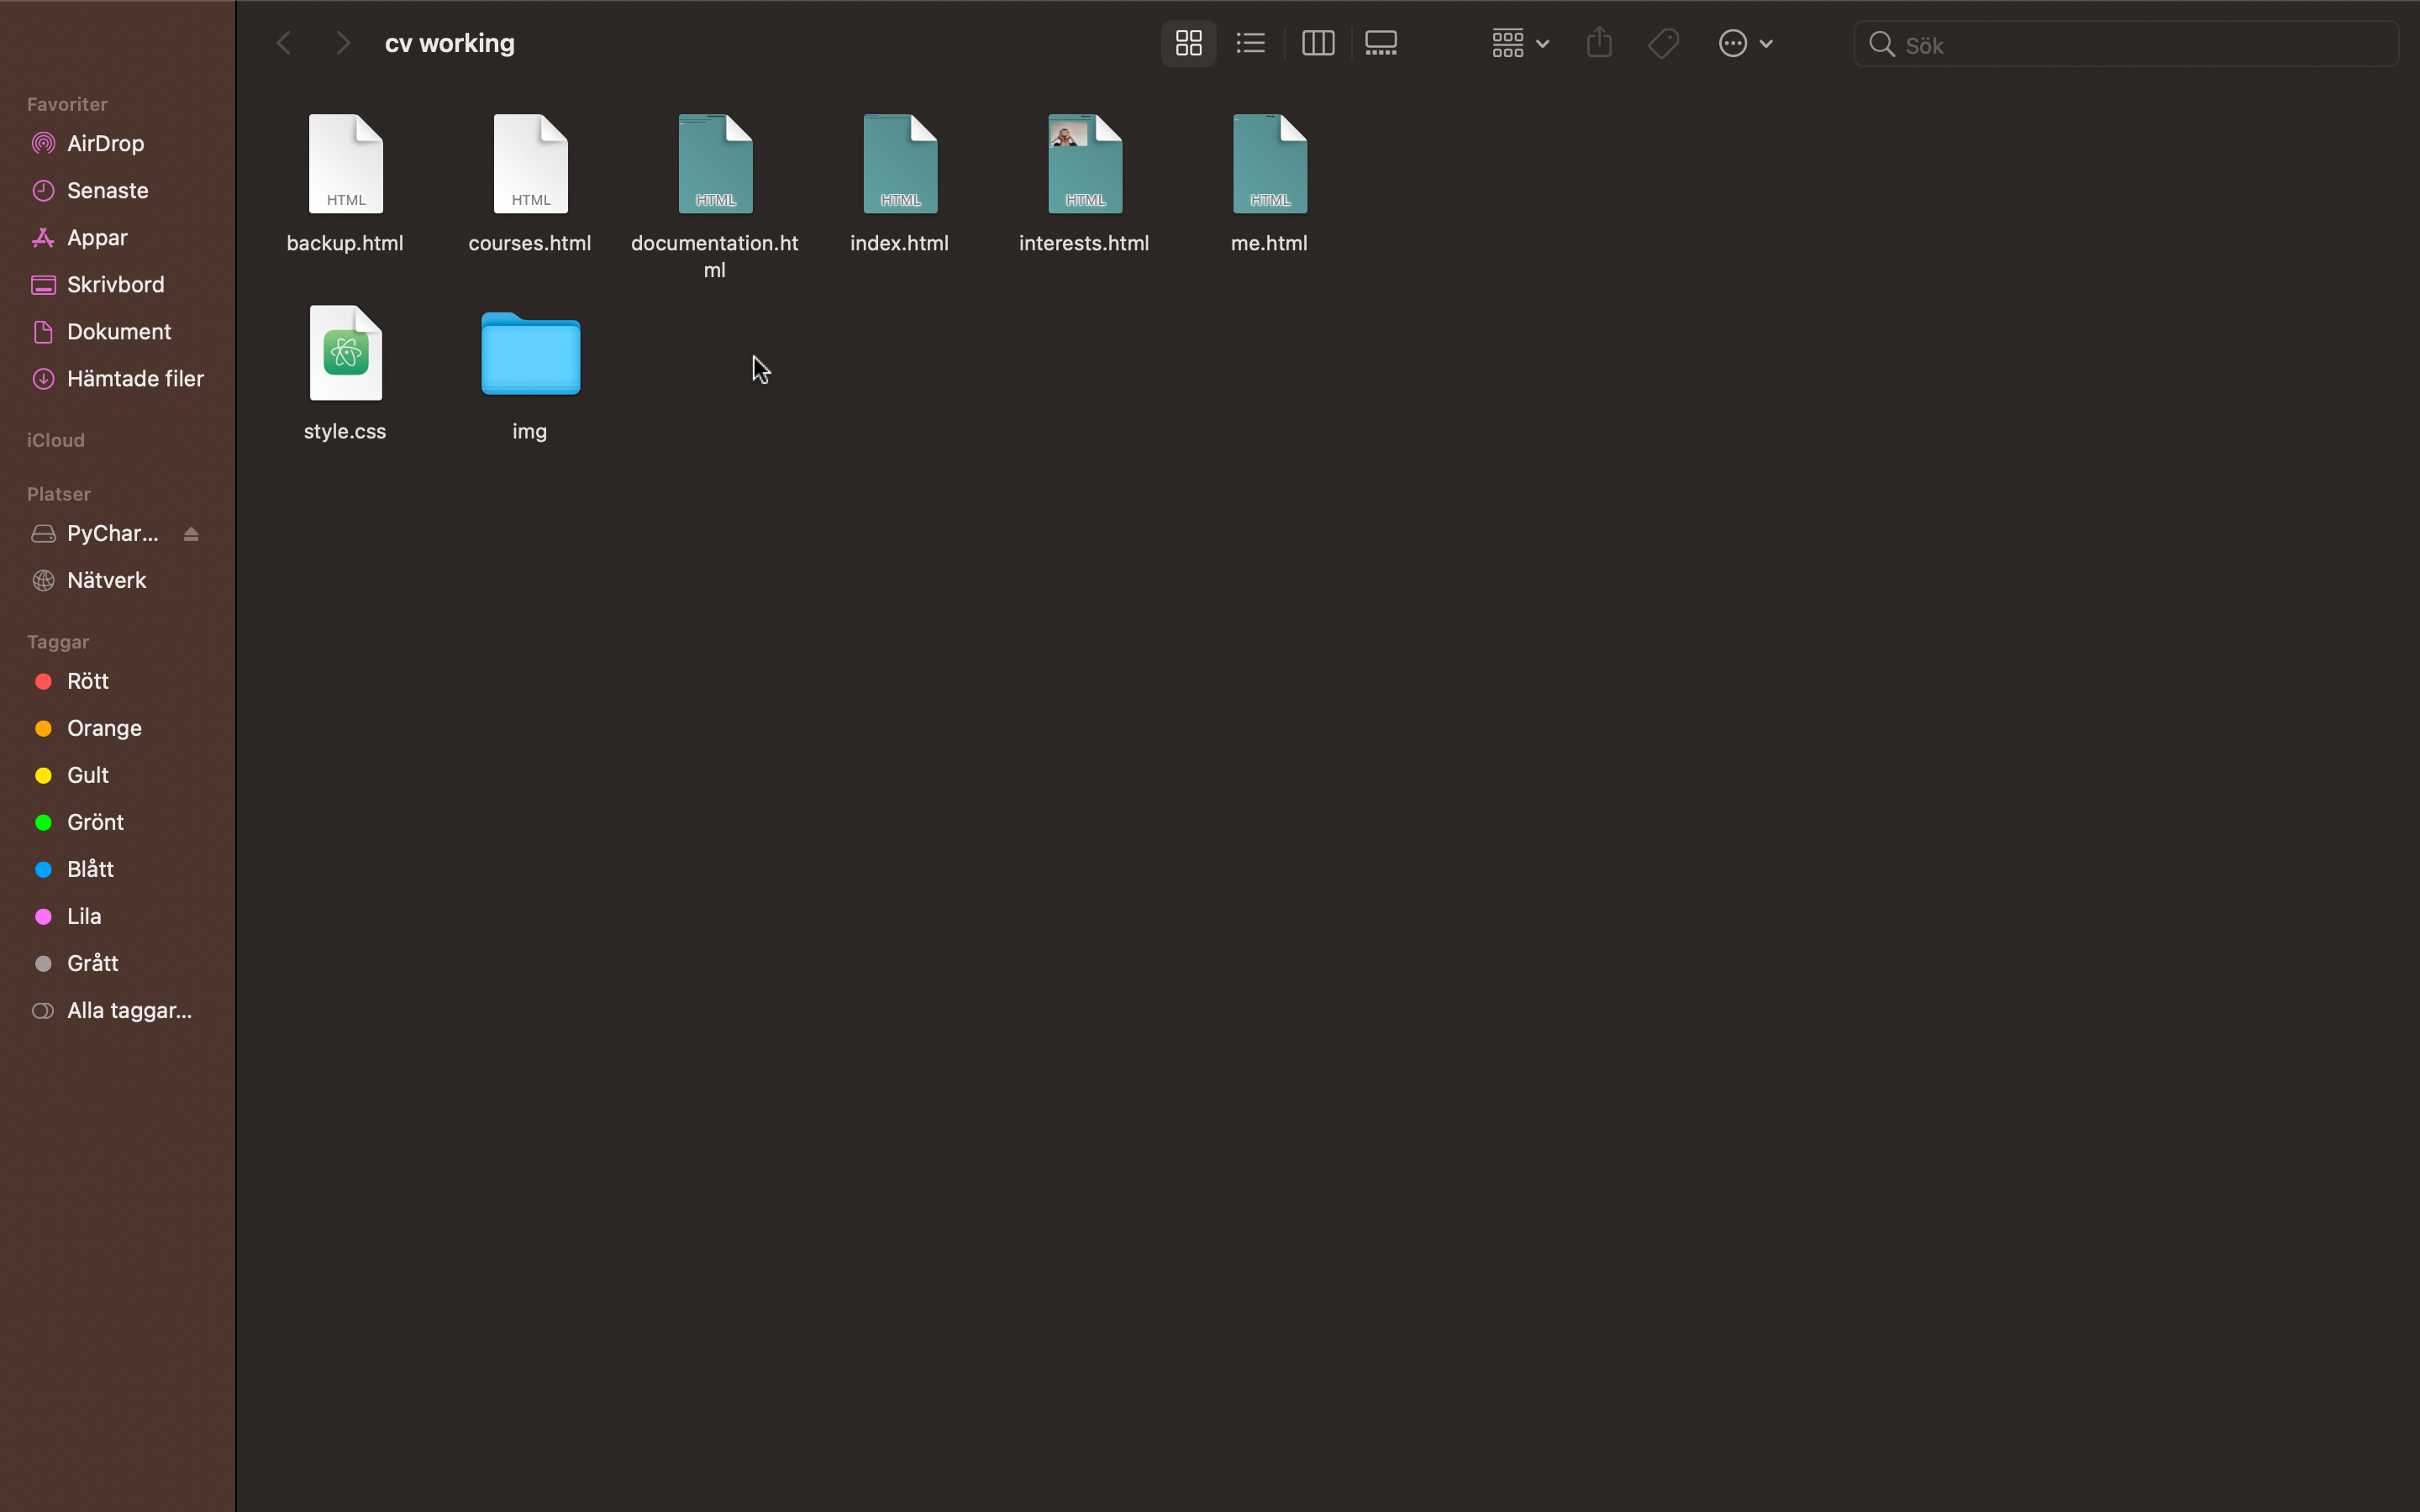 cv working
Sök
Favoriter
AirDrop
Senaste
Appar
Skrivbord
Dokument
Hämtade filer
iCloud
Platser
PyChar...
Nätverk
Taggar
Rött
Orange
Gult
Grönt
Blått
Lila
Grått
Alla taggar...
HTML
HTML
HTML
HTML
HTML
HTML
backup.html
courses.html
documentation.ht
ml
index.html
interests.html
me.html
style.css
img